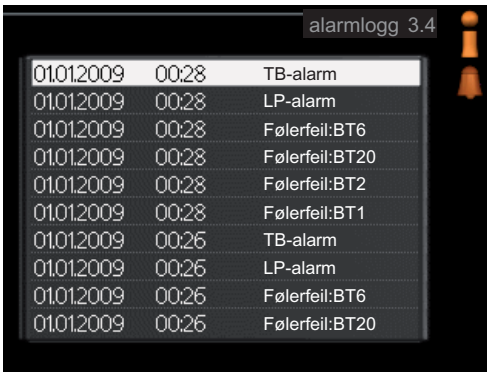 alarmlogg 3.4
01.01.2009 00:28 TB-alarm
01.01.2009 00:28 LP-alarm
01.01.2009 00:28 Følerfeil:BT6
01.01.2009 00:28 Følerfeil:BT20
01.01.2009 00:28 Følerfeil:BT2
01.01.2009 00:28 Følerfeil:BT1
01.01.2009 00:26 TB-alarm
01.01.2009 00:26 LP-alarm
01.01.2009 00:26 Følerfeil:BT6
01.01.2009 00:26 Følerfeil:BT20